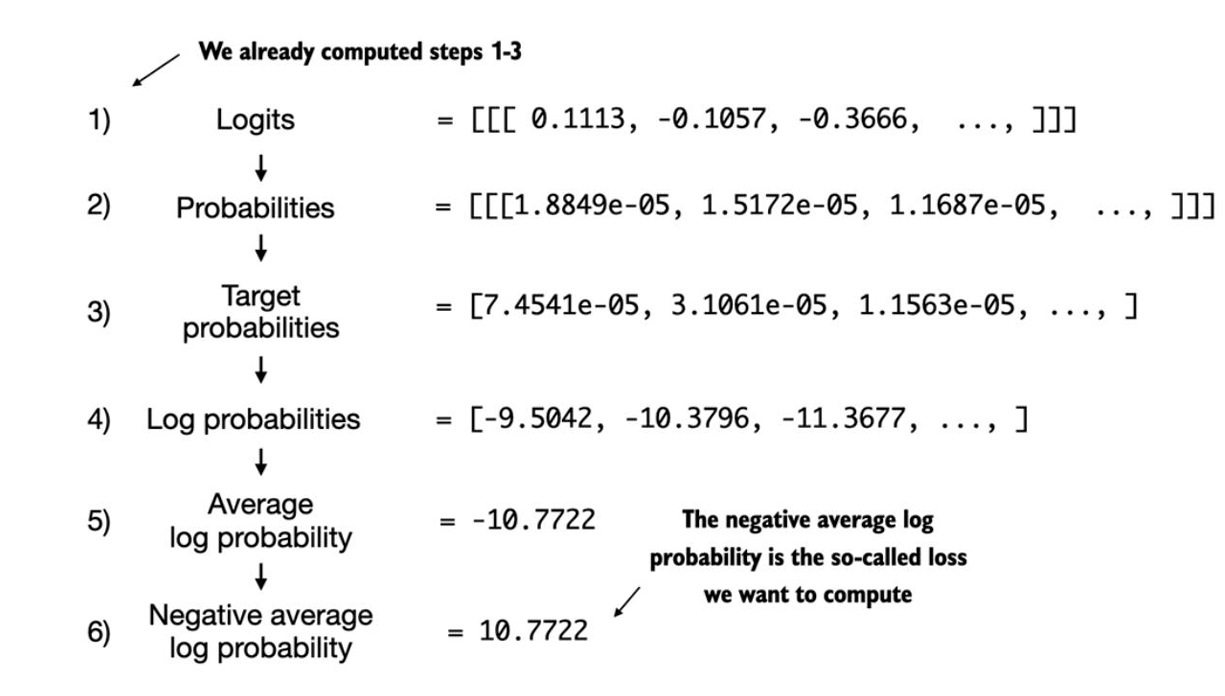 We already computed steps 1-3
1) Logits = [[[ 0.1113, -0.1057, -0.3666, ..., ]]]
2) Probabilities = [[[1.8849e-05, 1.5172e-05, 1.1687e-05, ..., ]]]
3) Target probabilities = [7.4541e-05, 3.1061e-05, 1.1563e-05, ..., ]
4) Log probabilities = [-9.5042, -10.3796, -11.3677, ..., ]
5) Average log probability = -10.7722
The negative average log
probability is the so-called loss
we want to compute
6) Negative average log probability = 10.7722